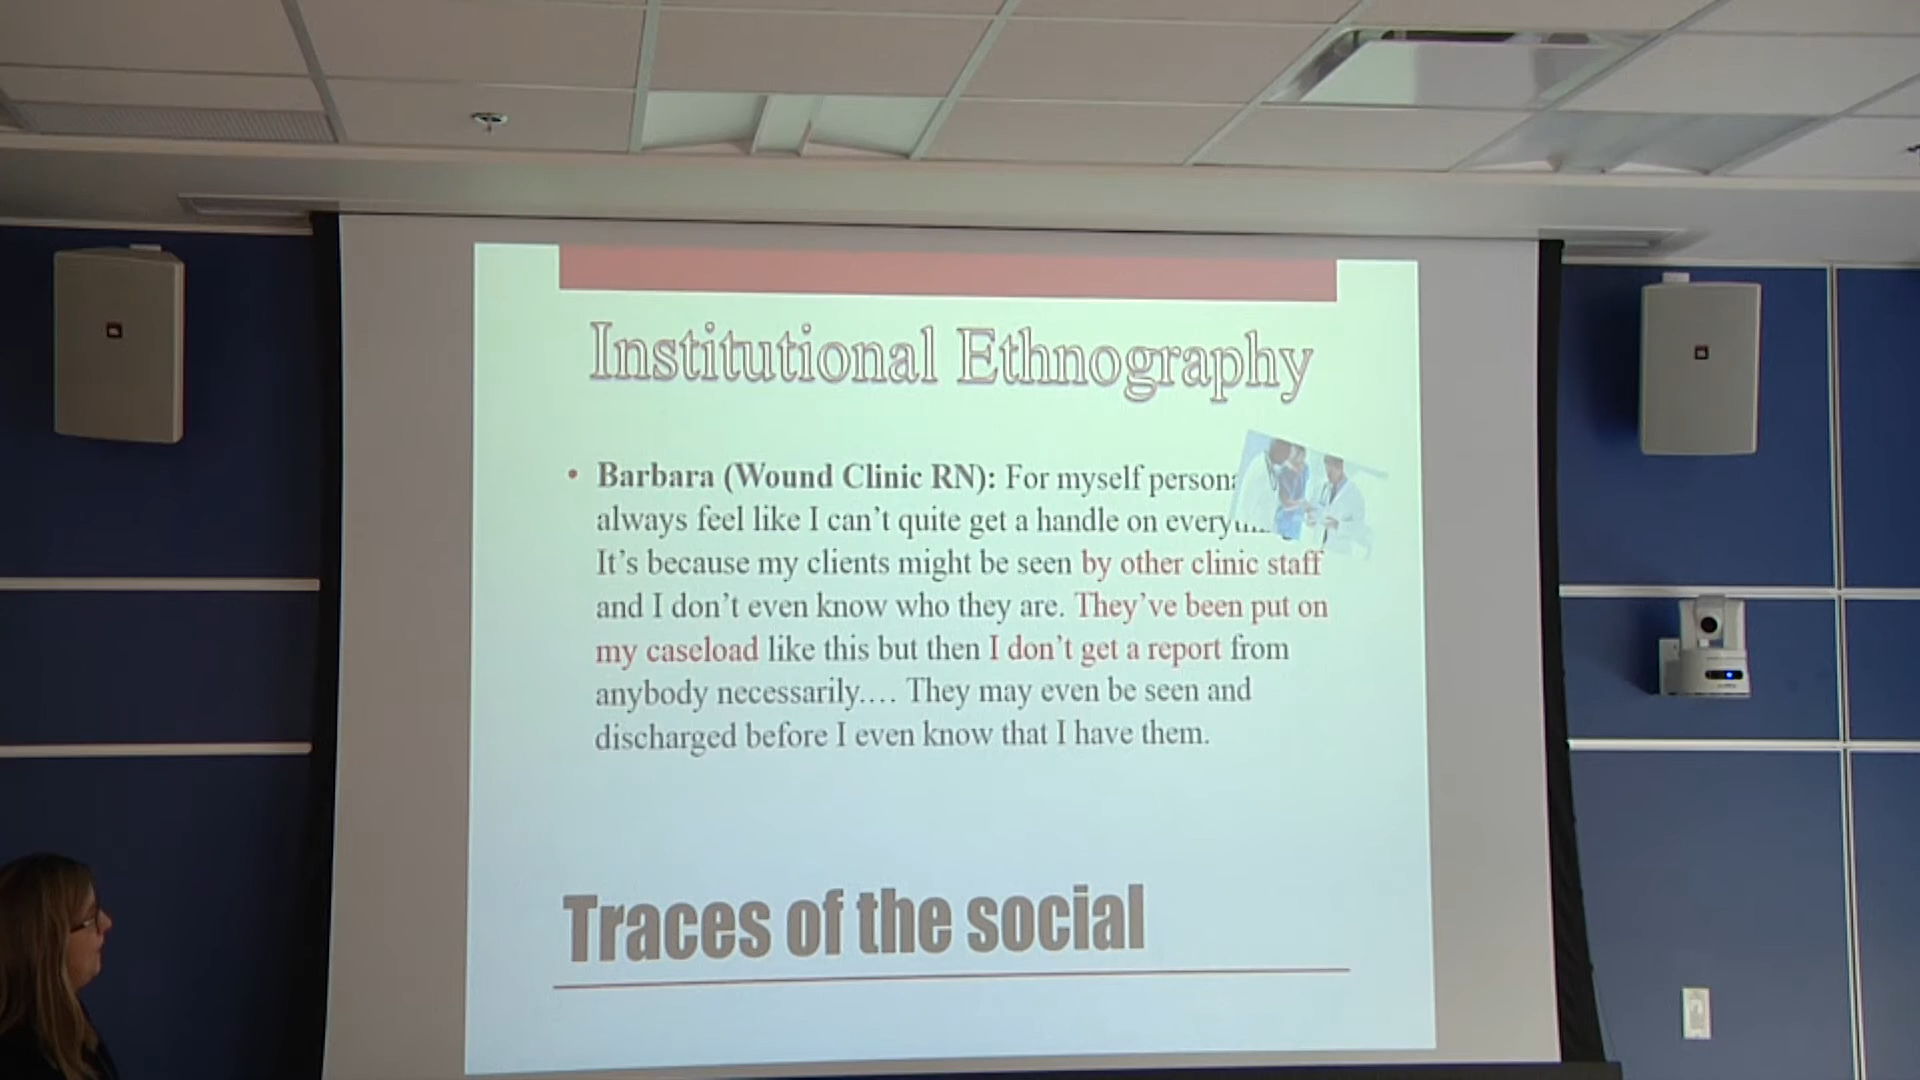 Institutional Ethnography
• Barbara (Wound Clinic RN): For myself
always feel like I can’t quite get a handle on
It’s because my clients might be seen by other clinic staff
and I don’t even know who they are. They’ve been put on
my caseload like this but then I don’t get a report from
anybody necessarily.… They may even be seen and
discharged before I even know that I have them.
Traces of the social